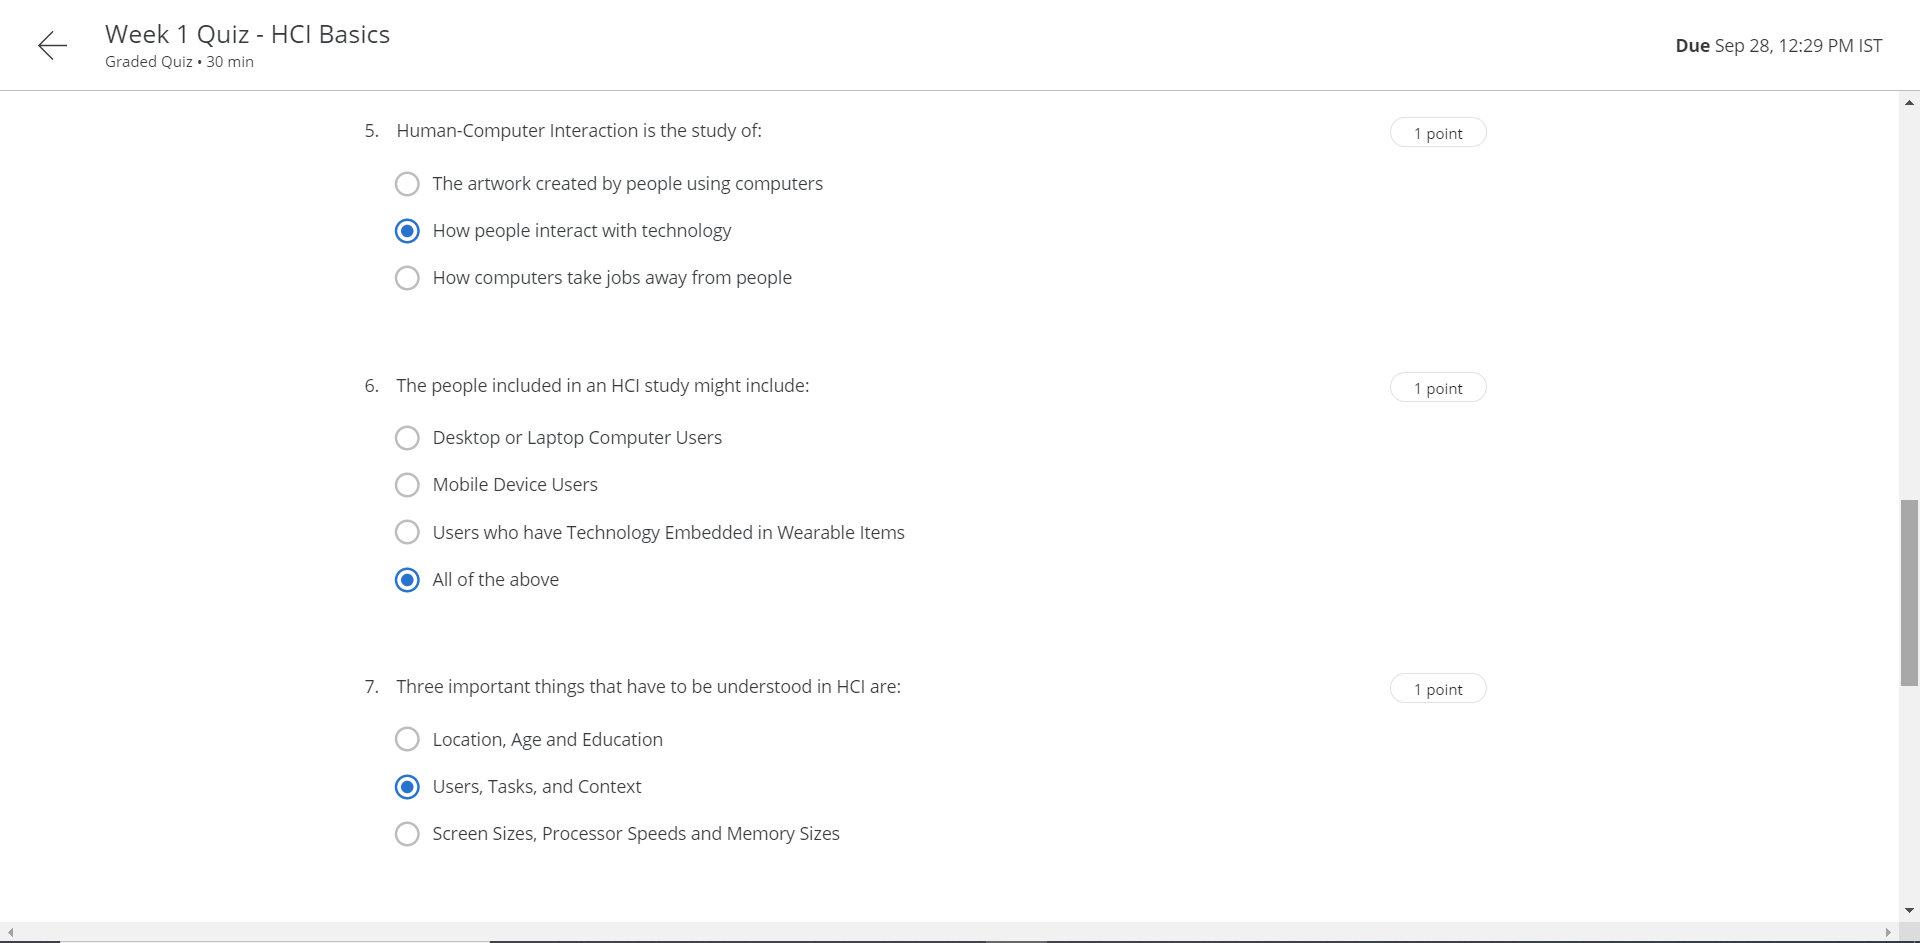 Week 1 Quiz - HCI Basics
Graded Quiz • 30 min
Due Sep 28, 12:29 PM IST
5. Human-Computer Interaction is the study of:
1 point
The artwork created by people using computers
How people interact with technology
How computers take jobs away from people
6. The people included in an HCI study might include:
1 point
Desktop or Laptop Computer Users
Mobile Device Users
Users who have Technology Embedded in Wearable Items
All of the above
7. Three important things that have to be understood in HCI are:
1 point
Location, Age and Education
Users, Tasks, and Context
Screen Sizes, Processor Speeds and Memory Sizes